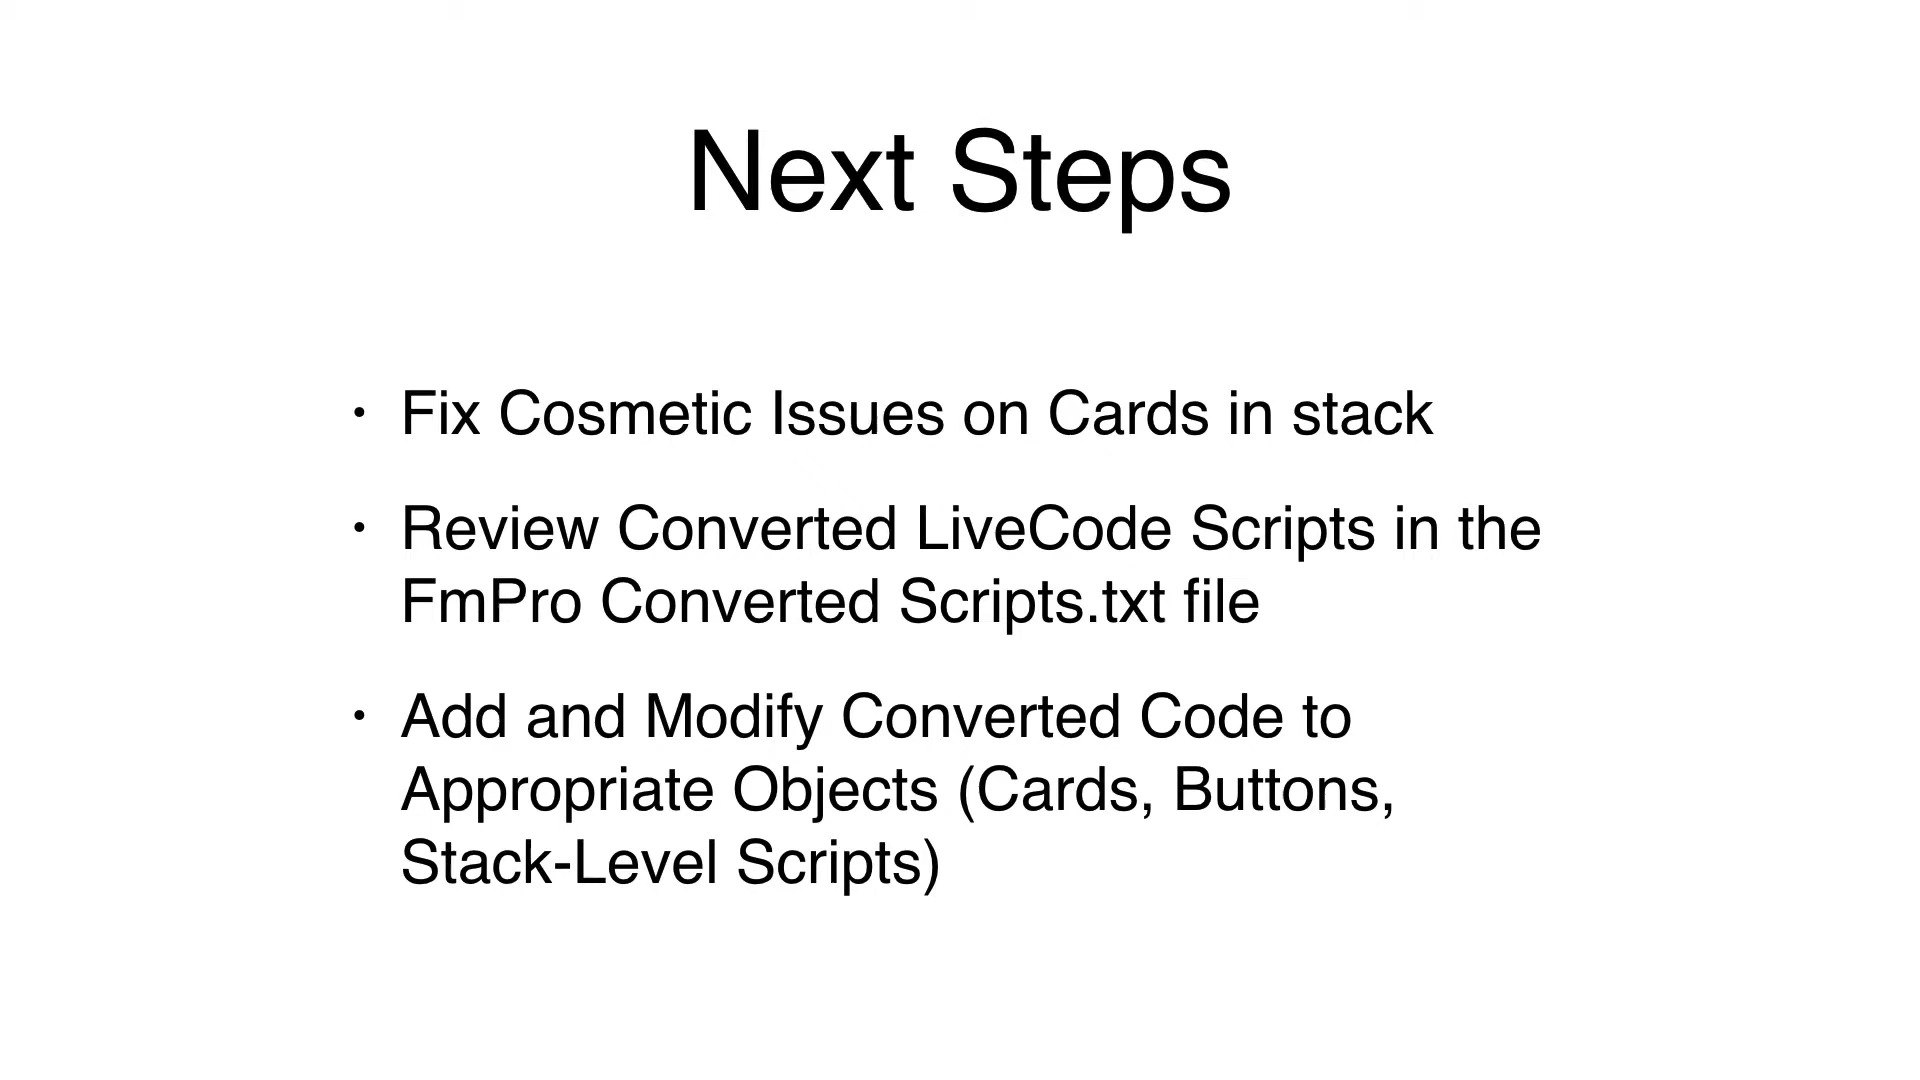 Next Steps
• Fix Cosmetic Issues on Cards in stack
• Review Converted LiveCode Scripts in the
FmPro Converted Scripts.txt file
• Add and Modify Converted Code to
Appropriate Objects (Cards, Buttons,
Stack-Level Scripts)